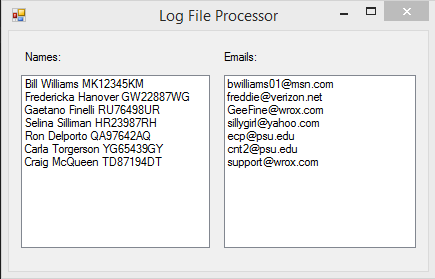 Log File Processor
Names:
Emails:
Bill Williams MK12345KM
Fredericka Hanover GW22887WG
Gaetano Finelli RU76498UR
Selina Silliman HR23987RH
Ron Delporto QA97642AQ
Carla Torgerson YG65439GY
Craig McQueen TD87194DT
bwilliams01@msn.com
freddie@verizon.net
GeeFine@wrox.com
sillygirl@yahoo.com
ecp@psu.edu
cnt2@psu.edu
support@wrox.com